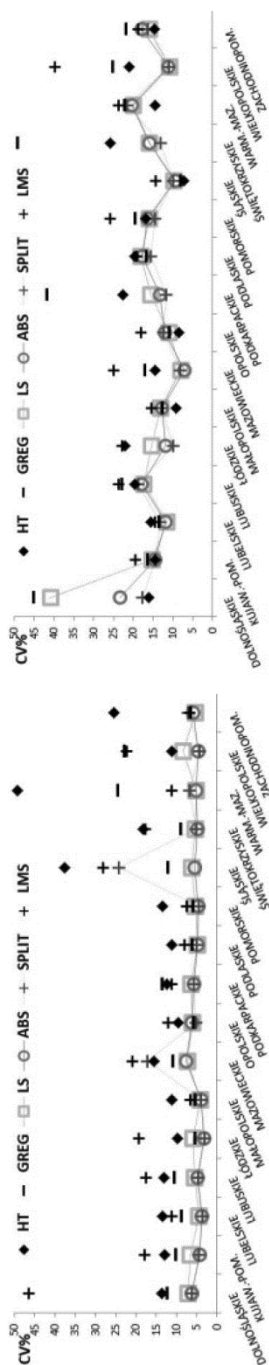 CV%
50
45
40
35
30
25
20
15
10
5
0
HT
GREG
LS
ABS
SPLIT
LMS
DOLNOŚLĄSKIE
KUJAW.-POM.
LUBELSKIE
LUBUSKIE
ŁÓDZKIE
MAŁOPOLSKIE
MAZOWIECKIE
OPOLSKIE
PODKARPACKIE
PODLASKIE
POMORSKIE
ŚLĄSKIE
ŚWIĘTOKRZYSKIE
WARM.-MAZ.
WIELKOPOLSKIE
ZACHODNIOPOM.
CV%
50
45
40
35
30
25
20
15
10
5
0
HT
GREG
LS
ABS
SPLIT
LMS
DOLNOŚLĄSKIE
KUJAW.-POM.
LUBELSKIE
LUBUSKIE
ŁÓDZKIE
MAŁOPOLSKIE
MAZOWIECKIE
OPOLSKIE
PODKARPACKIE
PODLASKIE
POMORSKIE
ŚLĄSKIE
ŚWIĘTOKRZYSKIE
WARM.-MAZ.
WIELKOPOLSKIE
ZACHODNIOPOM.